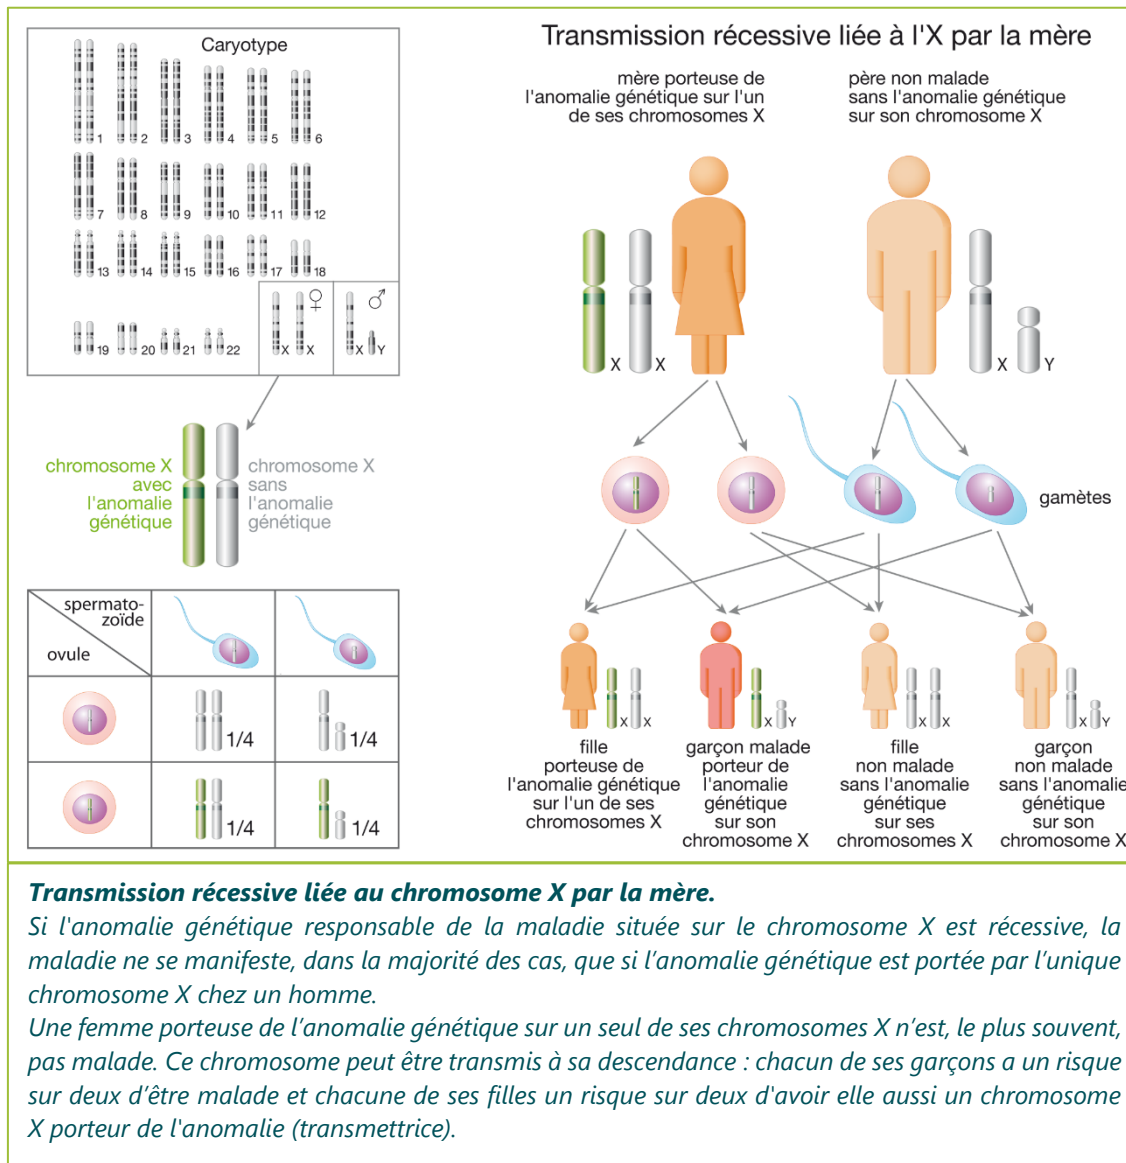 Caryotype
1 2 3 4 5 6
7 8 9 10 11 12
13 14 15 16 17 18
19 20 21 22 X X ♀ X Y ♂
chromosome X
avec
l'anomalie
génétique
chromosome X
sans
l'anomalie
génétique
spermato-
zoïde
ovule
1/4 1/4
1/4 1/4
Transmission récessive liée à l'X par la mère
mère porteuse de
l'anomalie génétique sur l'un
de ses chromosomes X
père non malade
sans l'anomalie génétique
sur son chromosome X
X X X Y
gamètes
X X X Y X X X Y
fille
porteuse de
l'anomalie génétique
sur l'un de ses
chromosomes X
garçon malade
porteur de
l'anomalie
génétique
sur son
chromosome X
fille
non malade
sans l'anomalie
génétique
sur ses
chromosomes X
garçon
non malade
sans l'anomalie
génétique
sur son
chromosome X
Transmission récessive liée au chromosome X par la mère.
Si l'anomalie génétique responsable de la maladie située sur le chromosome X est récessive, la
maladie ne se manifeste, dans la majorité des cas, que si l'anomalie génétique est portée par l'unique
chromosome X chez un homme.
Une femme porteuse de l'anomalie génétique sur un seul de ses chromosomes X n'est, le plus souvent,
pas malade. Ce chromosome peut être transmis à sa descendance : chacun de ses garçons a un risque
sur deux d'être malade et chacune de ses filles un risque sur deux d'avoir elle aussi un chromosome
X porteur de l'anomalie (transmettrice).